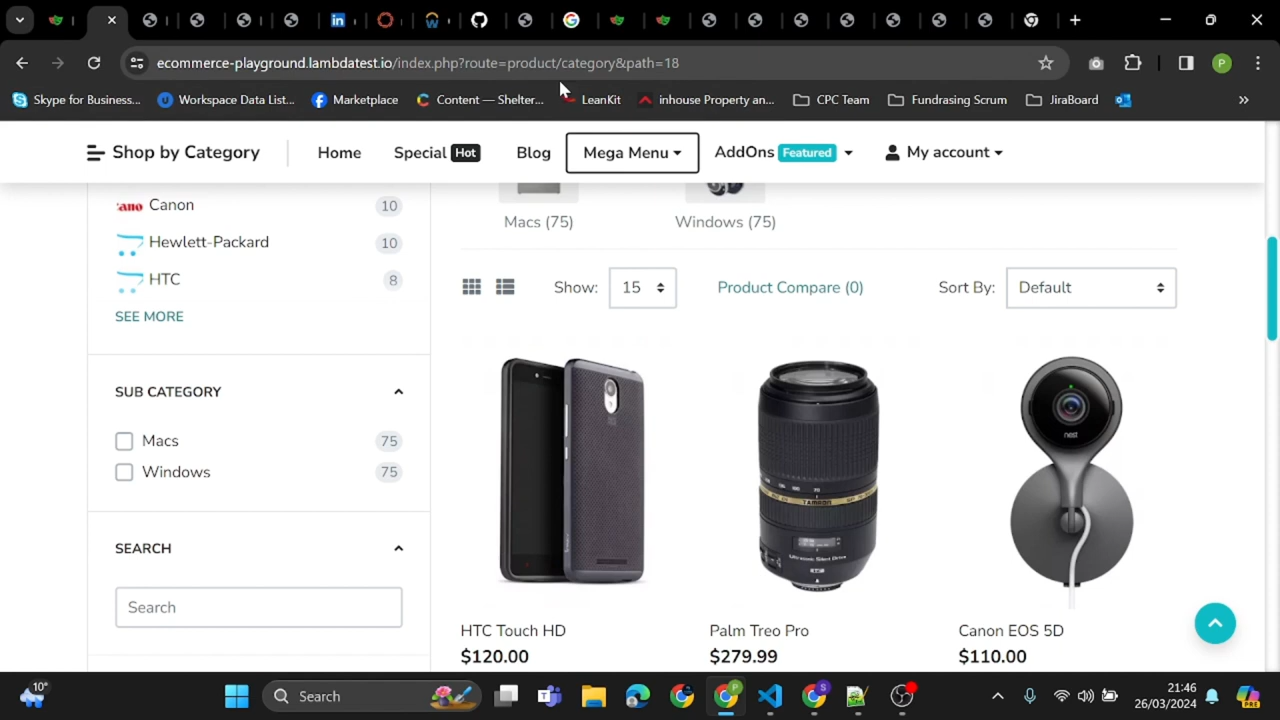 ecommerce-playground.lambdatest.io/index.php?route=product/category&path=18
P
Skype for Business...
Workspace Data List...
Marketplace
Content — Shelter...
LeanKit
inhouse Property an...
CPC Team
Fundrasing Scrum
JiraBoard
Shop by Category
Home
Special Hot
Blog
Mega Menu
AddOns Featured
My account
Canon 10
Hewlett-Packard 10
HTC 8
SEE MORE
Macs (75)
Windows (75)
Show: 15
Product Compare (0)
Sort By: Default
SUB CATEGORY
Macs 75
Windows 75
SEARCH
Search
nest
TAMRON
HTC Touch HD
$120.00
Palm Treo Pro
$279.99
Canon EOS 5D
$110.00
10°
Search
21:46
26/03/2024